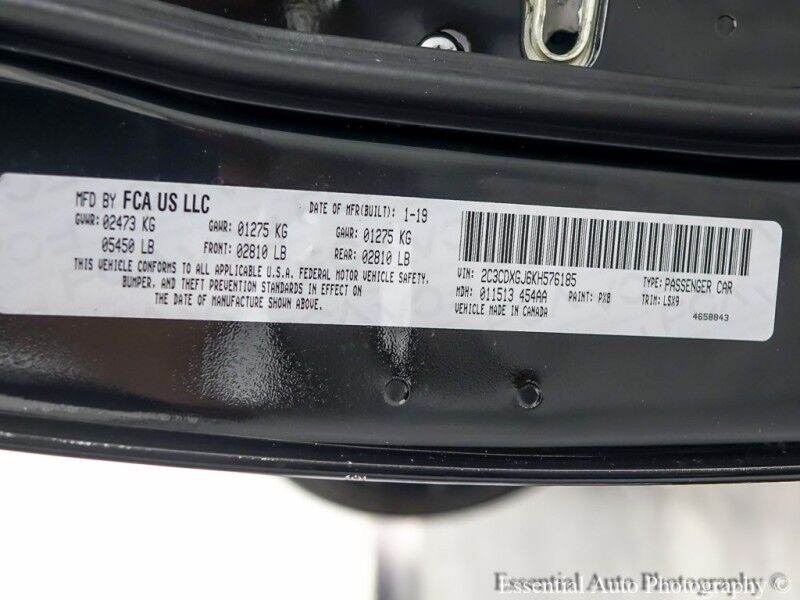 MFD BY FCA US LLC DATE OF MFR(BUILT): 1-19
GVWR: 02473 KG GAWR: 01275 KG GAWR: 01275 KG
05450 LB FRONT: 02810 LB REAR: 02810 LB
THIS VEHICLE CONFORMS TO ALL APPLICABLE U.S.A. FEDERAL MOTOR VEHICLE SAFETY,
BUMPER, AND THEFT PREVENTION STANDARDS IN EFFECT ON
THE DATE OF MANUFACTURE SHOWN ABOVE.
VIN: 2C3CDXGJ6KH576185 TYPE: PASSENGER CAR
MDH: 011513 454AA PAINT: PX8 TRIM: LSX9
VEHICLE MADE IN CANADA 4658843
Essential Auto Photography ©